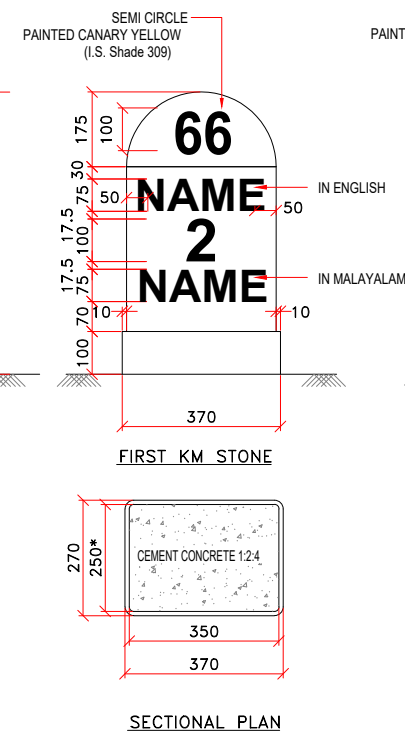 SEMI CIRCLE
PAINTED CANARY YELLOW
(I.S. Shade 309)
PAINT
175
100
66
30
75
50
NAME
IN ENGLISH
50
17.5
100
2
17.5
75
NAME
IN MALAYALAM
70
10
10
100
370
FIRST KM STONE
270
250*
CEMENT CONCRETE 1:2:4
350
370
SECTIONAL PLAN